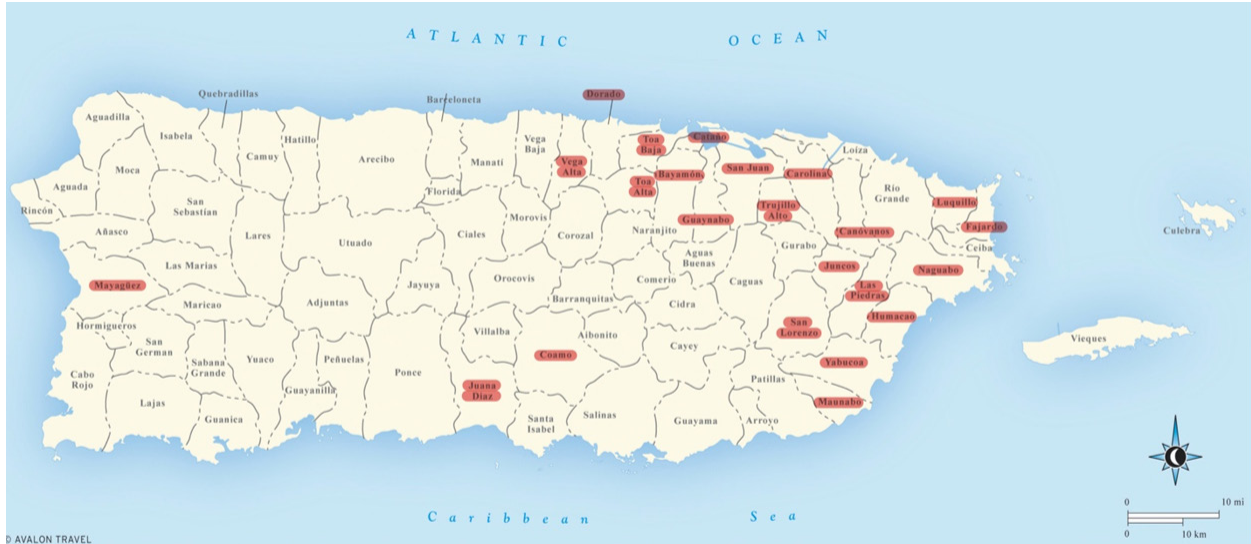 ATLANTIC OCEAN
Quebradillas
Barceloneta
Dorado
Aguadilla
Isabela
Hatillo
Camuy
Arecibo
Manatí
Vega
Baja
Vega
Alta
Toa
Baja
Cataño
Toa
Alta
Bayamón
San Juan
Carolina
Loíza
Moca
Aguada
Rincón
San
Sebastian
Añasco
Lares
Utuado
Florida
Ciales
Morovis
Corozal
Naranjito
Guaynabo
Trujillo
Alto
Canóvanos
Río
Grande
Luquillo
Fajardo
Ceiba
Culebra
Las Marias
Mayagüez
Maricao
Adjuntas
Jayuya
Orocovis
Barranquitas
Comerio
Aguas
Buenas
Caguas
Gurabo
Juncos
Las
Piedras
Naguabo
Humacao
Cidra
Hormigueros
San
German
Sabana
Grande
Yuaco
Peñuelas
Guayanilla
Ponce
Villalba
Aibonito
Coamo
Juana
Diaz
Cayey
San
Lorenzo
Yabucoa
Maunabo
Patillas
Vieques
Cabo
Rojo
Lajas
Guanica
Santa
Isabel
Salinas
Guayama
Arroyo
Caribbean Sea
0 10 mi
0 10 km
© AVALON TRAVEL